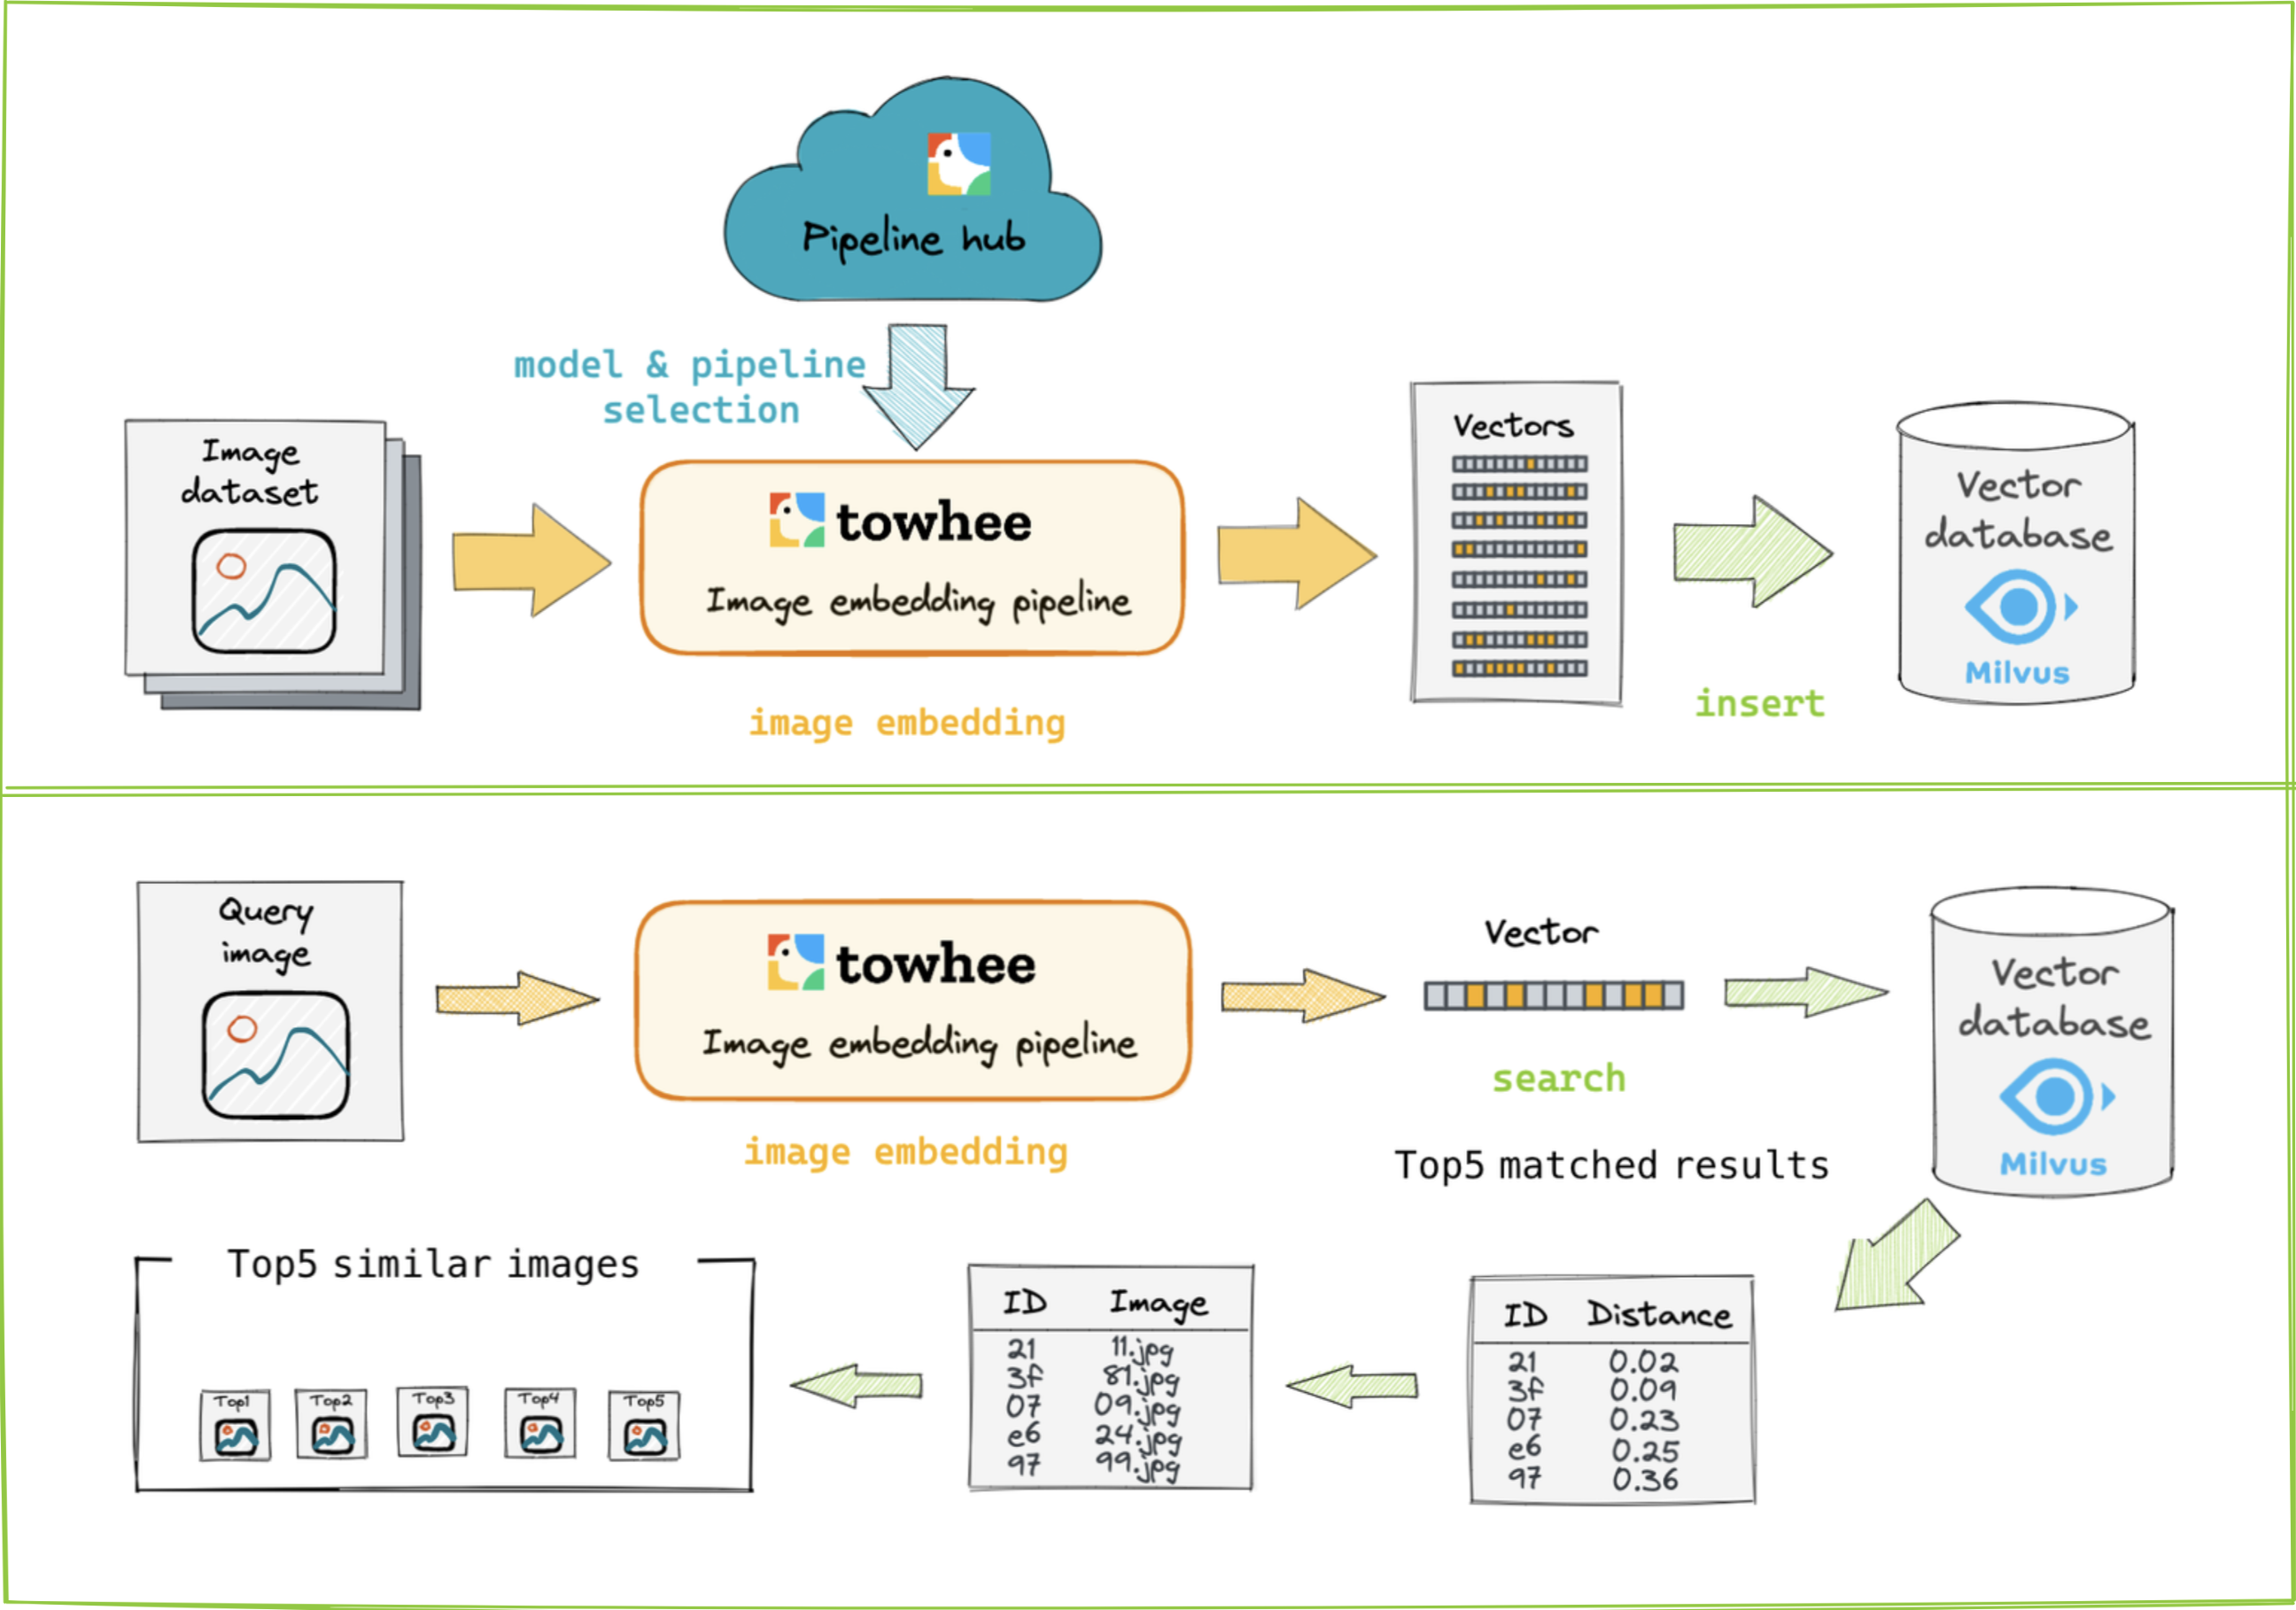 Pipeline hub
model & pipeline
selection
Image
dataset
towhee
Image embedding pipeline
image embedding
Vectors
insert
Vector
database
Milvus
Query
image
towhee
Image embedding pipeline
image embedding
Vector
search
Vector
database
Milvus
Top5 matched results
ID Distance
21 0.02
3f 0.09
07 0.23
e6 0.25
97 0.36
ID Image
21 11.jpg
3f 81.jpg
07 09.jpg
e6 24.jpg
97 99.jpg
Top5 similar images
Top1 Top2 Top3 Top4 Top5